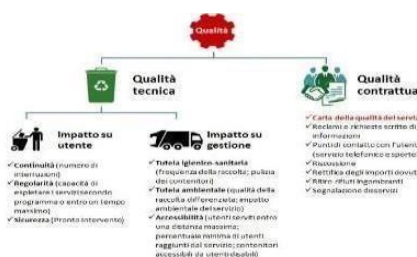 Qualità
Qualità
tecnica
Qualità
contrattua
Impatto su
utente
Impatto su
gestione
✓ Continuità (numero di
interruzioni)
✓ Regolarità (capacità di
espletare i servizi secondo
programma o entro un tempo
massimo)
✓ Sicurezza (Pronto intervento)
✓ Tutela igienico-sanitaria
(frequenza della raccolta; pulizia
dei contenitori)
✓ Tutela ambientale (qualità della
raccolta differenziata; impatto
ambientale del servizio)
✓ Accessibilità (utenti serviti entro
una distanza massima;
percentuale minima di utenti
raggiunti dal servizio; contenitori
accessibili da utenti disabili)
✓ Carta della qualità del serviz
✓ Reclami e richieste scritte di
informazioni
✓ Punti di contatto con l'utent
(servizio telefonico e sporte
✓ Riscossione
✓ Rettifica degli importi dovut
✓ Ritiro rifiuti ingombranti
✓ Segnalazione disservizi